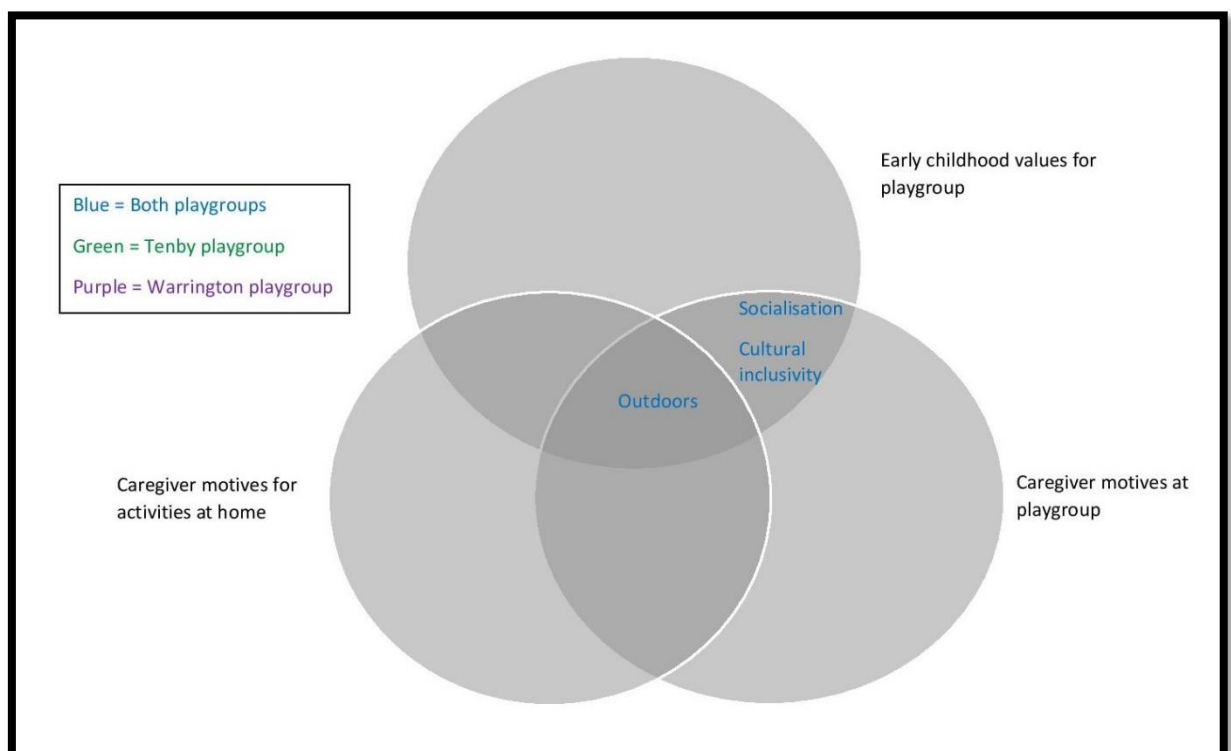 Early childhood values for
playgroup
Blue = Both playgroups
Green = Tenby playgroup
Purple = Warrington playgroup
Socialisation
Cultural
inclusivity
Outdoors
Caregiver motives for
activities at home
Caregiver motives at
playgroup